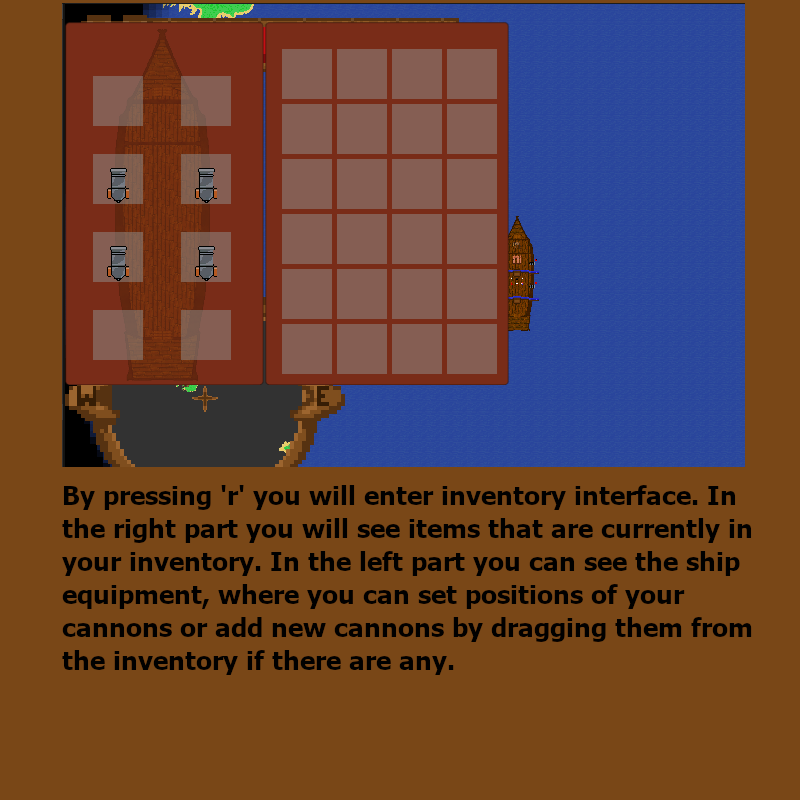 W E
By pressing 'r' you will enter inventory interface. In
the right part you will see items that are currently in
your inventory. In the left part you can see the ship
equipment, where you can set positions of your
cannons or add new cannons by dragging them from
the inventory if there are any.